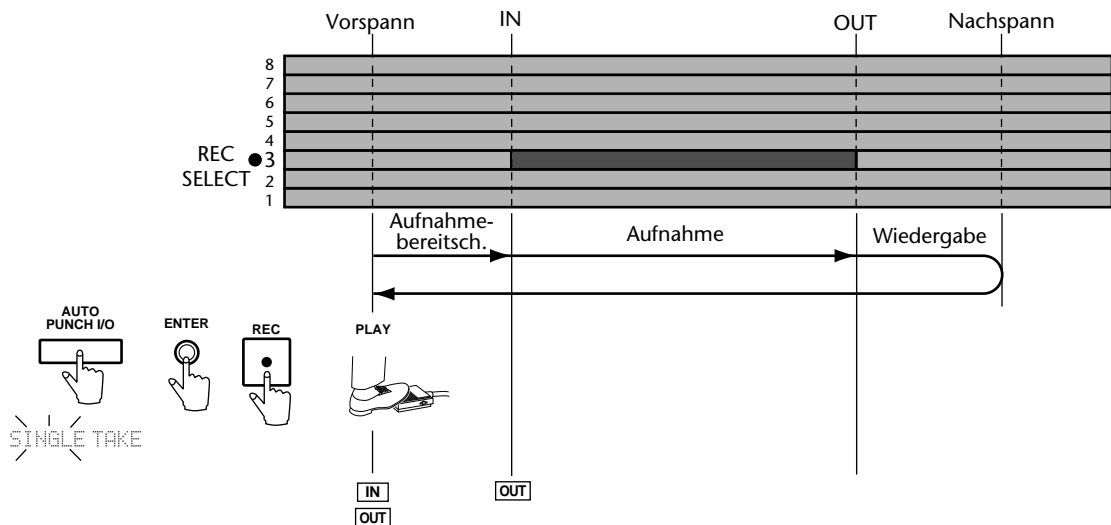 Vorspann IN OUT Nachspann
8
7
6
5
4
REC SELECT ● 3
2
1
Aufnahme-
bereitsch.
Aufnahme
Wiedergabe
AUTO
PUNCH I/O
ENTER
REC
PLAY
SINGLE TAKE
IN
OUT
OUT